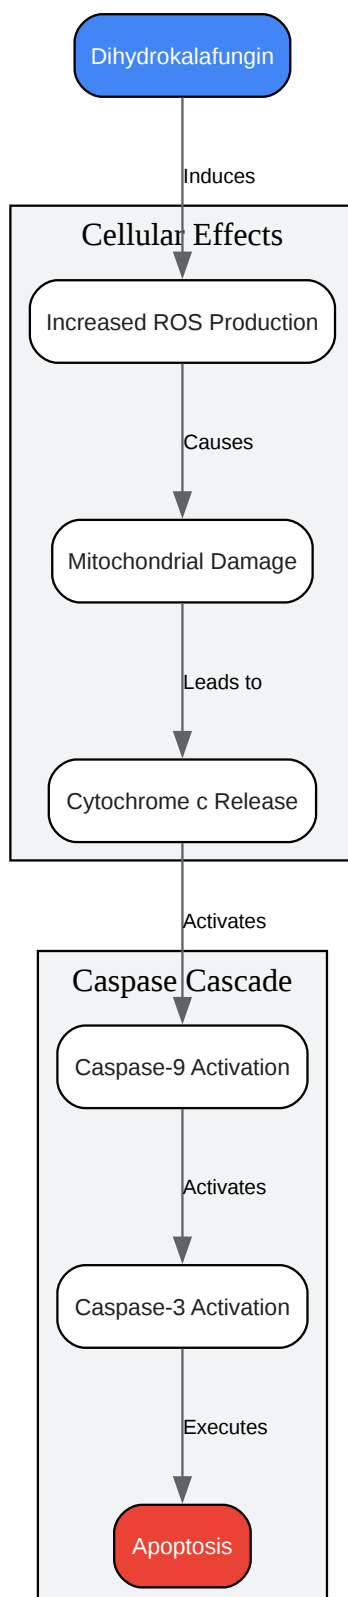 Dihydrokalafungin
Induces
Cellular Effects
Increased ROS Production
Causes
Mitochondrial Damage
Leads to
Cytochrome c Release
Activates
Caspase Cascade
Caspase-9 Activation
Activates
Caspase-3 Activation
Executes
Apoptosis